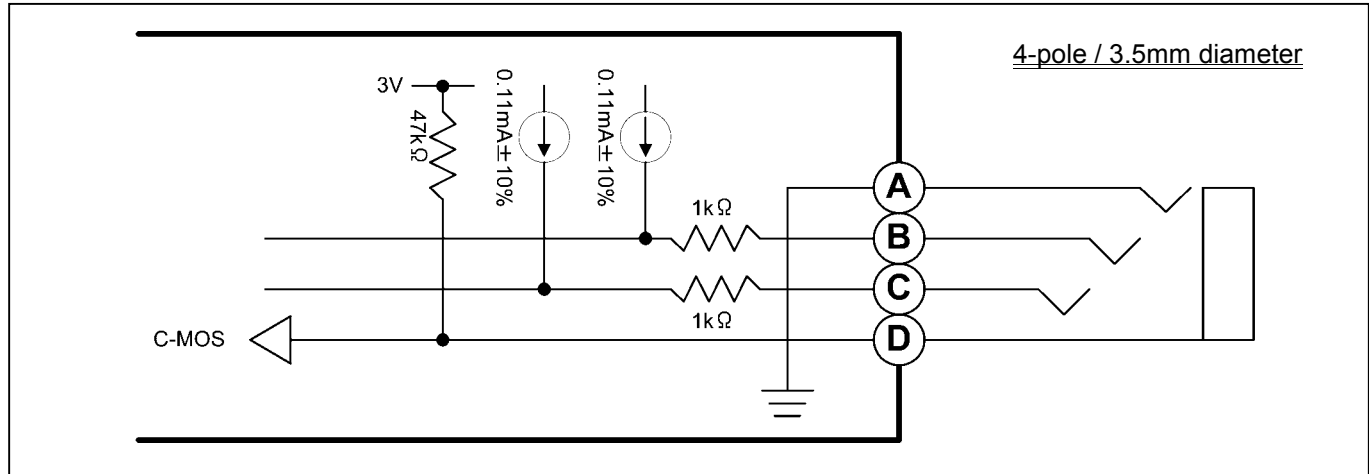 4-pole / 3.5mm diameter
3V
47kΩ
0.11mA±10%
0.11mA±10%
A
1kΩ
B
C
1kΩ
C-MOS
D